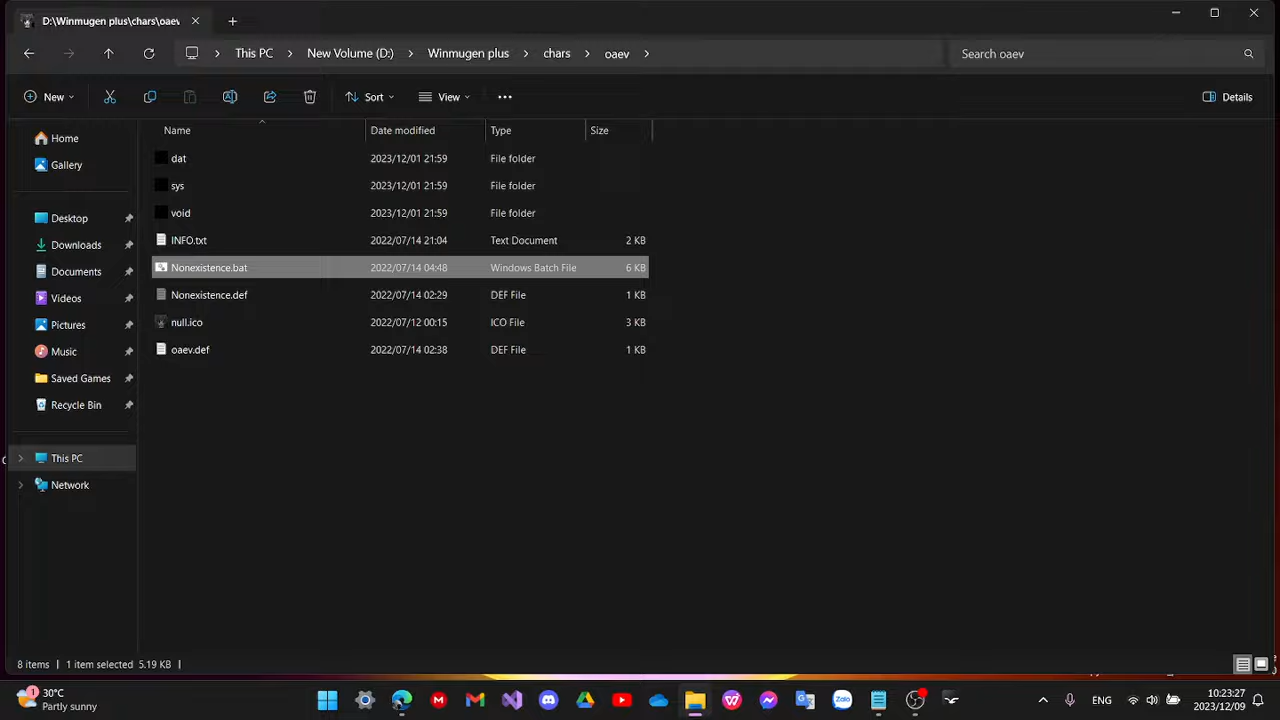 D:\Winmugen plus\chars\oaev
This PC > New Volume (D:) > Winmugen plus > chars > oaev >
Search oaev
New
Sort
View
Details
Name Date modified Type Size
dat 2023/12/01 21:59 File folder
sys 2023/12/01 21:59 File folder
void 2023/12/01 21:59 File folder
INFO.txt 2022/07/14 21:04 Text Document 2 KB
Nonexistence.bat 2022/07/14 04:48 Windows Batch File 6 KB
Nonexistence.def 2022/07/14 02:29 DEF File 1 KB
null.ico 2022/07/12 00:15 ICO File 3 KB
oaev.def 2022/07/14 02:38 DEF File 1 KB
Home
Gallery
Desktop
Downloads
Documents
Videos
Pictures
Music
Saved Games
Recycle Bin
This PC
Network
8 items | 1 item selected 5.19 KB |
1
30°C
Partly sunny
M
W
Zalo
ENG
10:23:27
2023/12/09